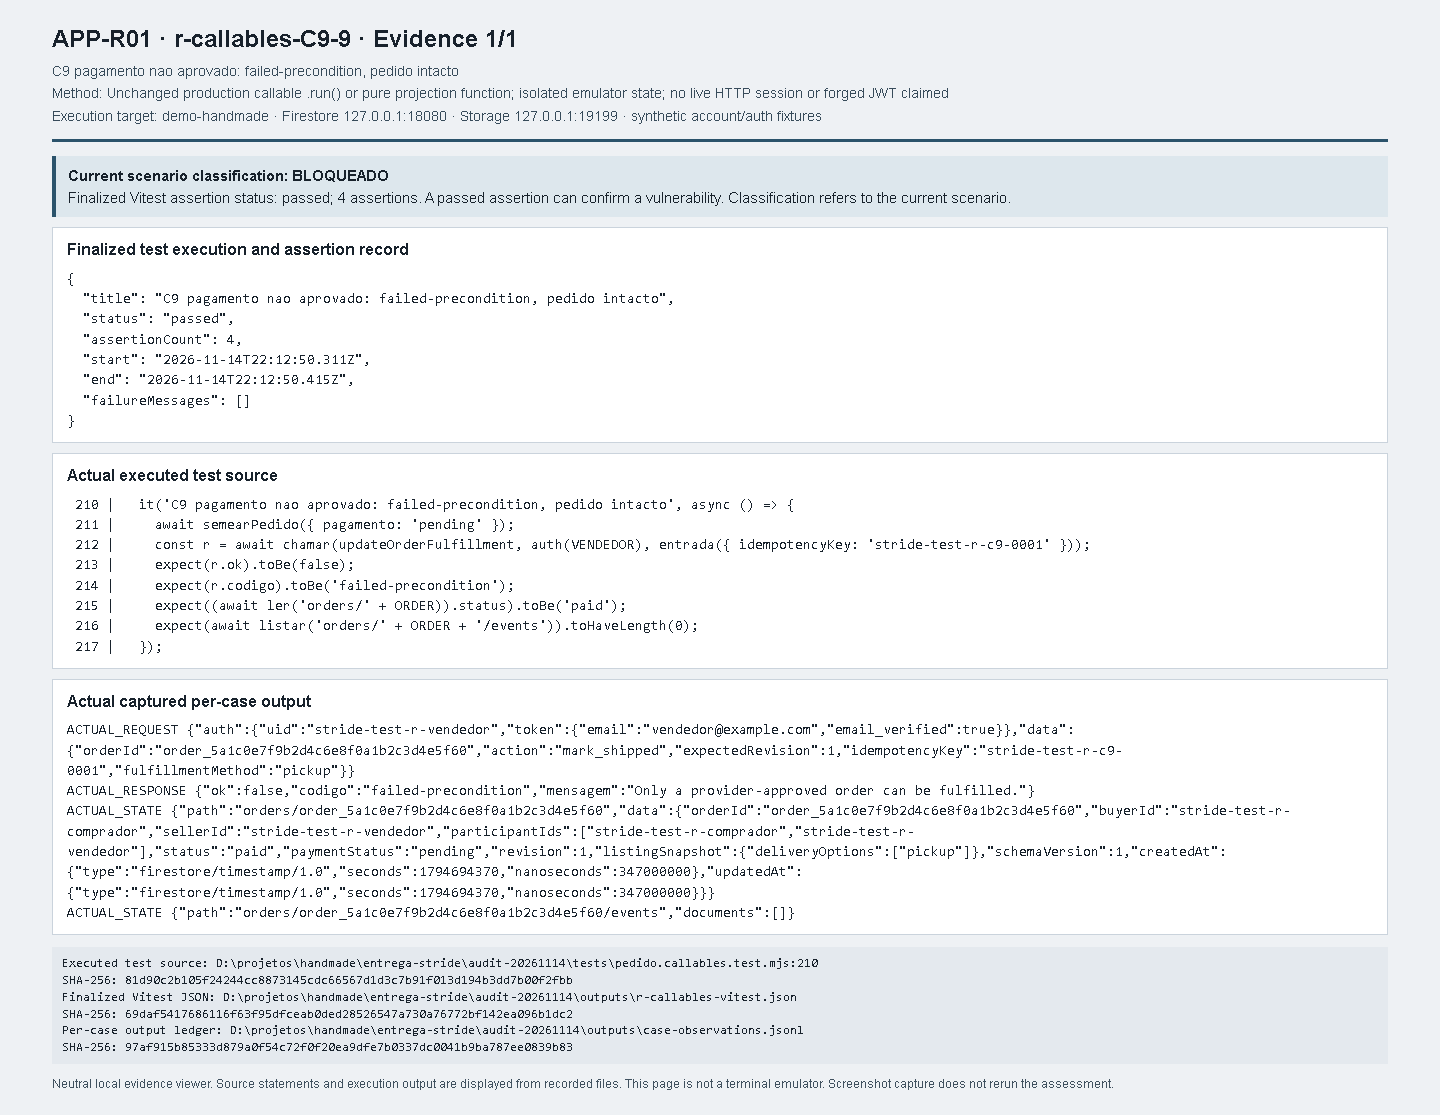 APP-R01 · r-callables-C9-9 · Evidence 1/1
C9 pagamento nao aprovado: failed-precondition, pedido intacto
Method: Unchanged production callable .run() or pure projection function; isolated emulator state; no live HTTP session or forged JWT claimed
Execution target: demo-handmade · Firestore 127.0.0.1:18080 · Storage 127.0.0.1:19199 · synthetic account/auth fixtures
Current scenario classification: BLOQUEADO
Finalized Vitest assertion status: passed; 4 assertions. A passed assertion can confirm a vulnerability. Classification refers to the current scenario.
Finalized test execution and assertion record
{
  "title": "C9 pagamento nao aprovado: failed-precondition, pedido intacto",
  "status": "passed",
  "assertionCount": 4,
  "start": "2026-11-14T22:12:50.311Z",
  "end": "2026-11-14T22:12:50.415Z",
  "failureMessages": []
}
Actual executed test source
210 |   it('C9 pagamento nao aprovado: failed-precondition, pedido intacto', async () => {
211 |     await semearPedido({ pagamento: 'pending' });
212 |     const r = await chamar(updateOrderFulfillment, auth(VENDEDOR), entrada({ idempotencyKey: 'stride-test-r-c9-0001' }));
213 |     expect(r.ok).toBe(false);
214 |     expect(r.codigo).toBe('failed-precondition');
215 |     expect((await ler('orders/' + ORDER)).status).toBe('paid');
216 |     expect(await listar('orders/' + ORDER + '/events')).toHaveLength(0);
217 |   });
Actual captured per-case output
ACTUAL_REQUEST {"auth":{"uid":"stride-test-r-vendedor","token":{"email":"vendedor@example.com","email_verified":true}},"data":
{"orderId":"order_5a1c0e7f9b2d4c6e8f0a1b2c3d4e5f60","action":"mark_shipped","expectedRevision":1,"idempotencyKey":"stride-test-r-c9-
0001","fulfillmentMethod":"pickup"}}
ACTUAL_RESPONSE {"ok":false,"codigo":"failed-precondition","mensagem":"Only a provider-approved order can be fulfilled."}
ACTUAL_STATE {"path":"orders/order_5a1c0e7f9b2d4c6e8f0a1b2c3d4e5f60","data":{"orderId":"order_5a1c0e7f9b2d4c6e8f0a1b2c3d4e5f60","buyerId":"stride-test-r-
comprador","sellerId":"stride-test-r-vendedor","participantIds":["stride-test-r-comprador","stride-test-r-
vendedor"],"status":"paid","paymentStatus":"pending","revision":1,"listingSnapshot":{"deliveryOptions":["pickup"]},"schemaVersion":1,"createdAt":
{"type":"firestore/timestamp/1.0","seconds":1794694370,"nanoseconds":347000000},"updatedAt":
{"type":"firestore/timestamp/1.0","seconds":1794694370,"nanoseconds":347000000}}}
ACTUAL_STATE {"path":"orders/order_5a1c0e7f9b2d4c6e8f0a1b2c3d4e5f60/events","documents":[]}
Executed test source: D:\projetos\handmade\entrega-stride\audit-20261114\tests\pedido.callables.test.mjs:210
SHA-256: 81d90c2b105f24244cc8873145cdc66567d1d3c7b91f013d194b3dd7b00f2fbb
Finalized Vitest JSON: D:\projetos\handmade\entrega-stride\audit-20261114\outputs\r-callables-vitest.json
SHA-256: 69daf5417686116f63f95dfceab0ded28526547a730a76772bf142ea096b1dc2
Per-case output ledger: D:\projetos\handmade\entrega-stride\audit-20261114\outputs\case-observations.jsonl
SHA-256: 97af915b85333d879a0f54c72f0f20ea9dfe7b0337dc0041b9ba787ee0839b83
Neutral local evidence viewer. Source statements and execution output are displayed from recorded files. This page is not a terminal emulator. Screenshot capture does not rerun the assessment.